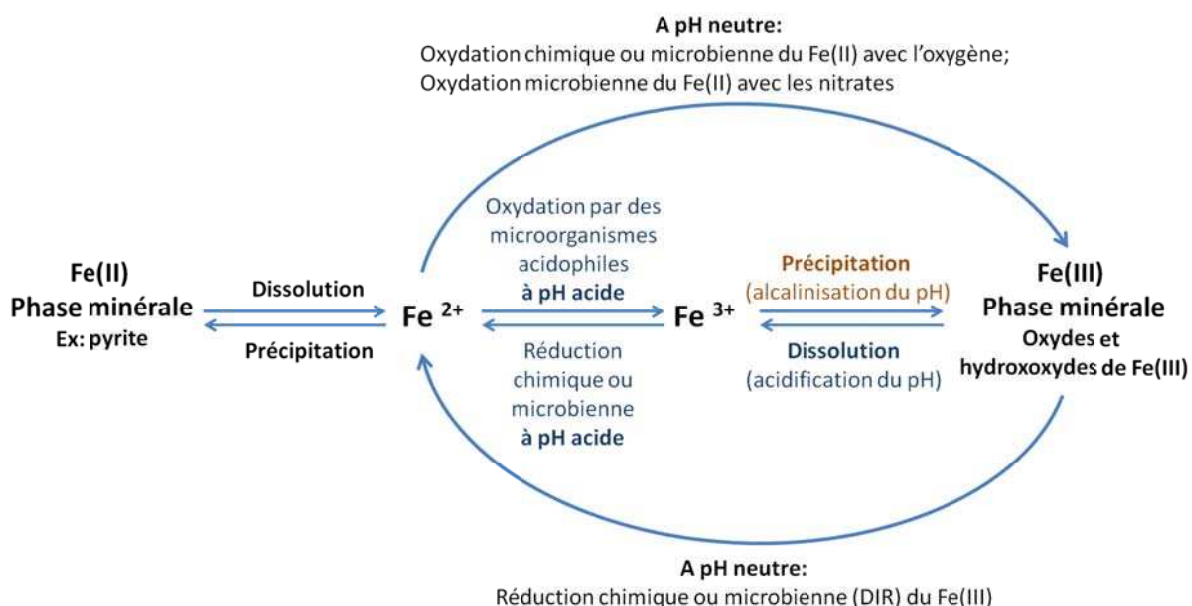 A pH neutre:
Oxydation chimique ou microbienne du Fe(II) avec l'oxygène;
Oxydation microbienne du Fe(II) avec les nitrates
Fe(II)
Phase minérale
Ex: pyrite
Dissolution
Précipitation
Fe 2+
Oxydation par des
microorganismes
acidophiles
à pH acide
Réduction
chimique ou
microbienne
à pH acide
Fe 3+
Précipitation
(alcalinisation du pH)
Dissolution
(acidification du pH)
Fe(III)
Phase minérale
Oxydes et
hydroxoxydes de Fe(III)
A pH neutre:
Réduction chimique ou microbienne (DIR) du Fe(III)